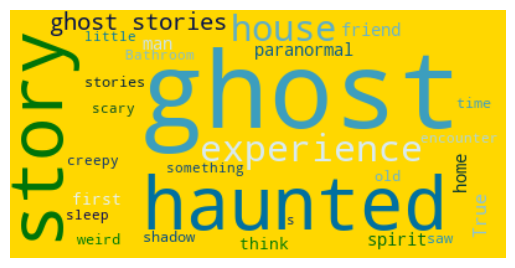 ghost stories
house
friend
little
man
Bathroom
paranormal
story
ghost
stories
scary
time
experience
encounter
creepy
something
old
home
first
haunted
True
sleep
s
weird
shadow
think
spirit
saw